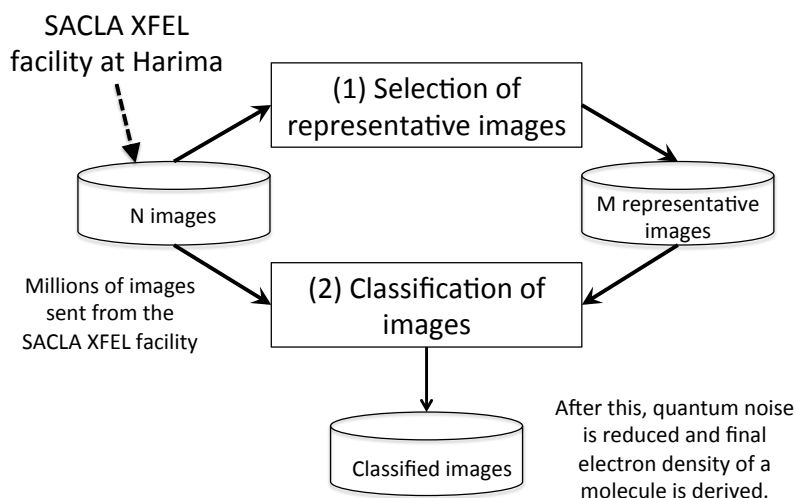 SACLA XFEL
facility at Harima
(1) Selection of
representative images
N images
M representative
images
Millions of images
sent from the
SACLA XFEL facility
(2) Classification of
images
Classified images
After this, quantum noise
is reduced and final
electron density of a
molecule is derived.